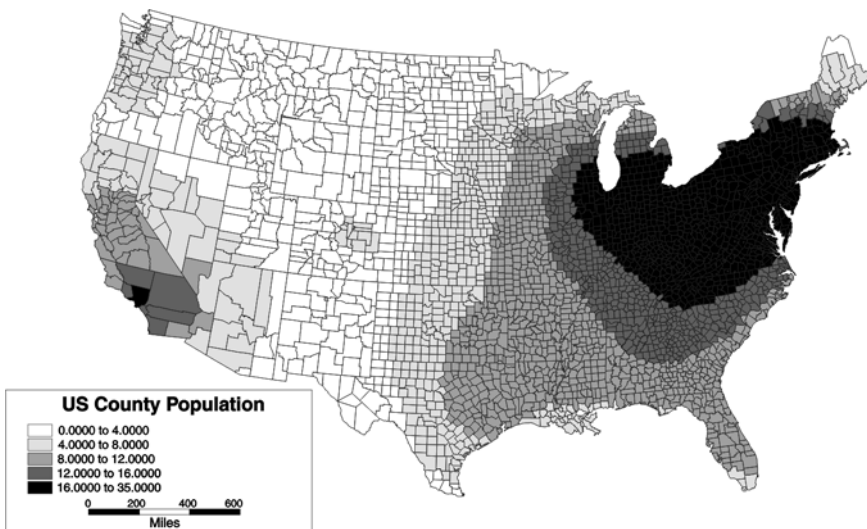 US County Population
0.0000 to 4.0000
4.0000 to 8.0000
8.0000 to 12.0000
12.0000 to 16.0000
16.0000 to 35.0000
0 200 400 600
Miles